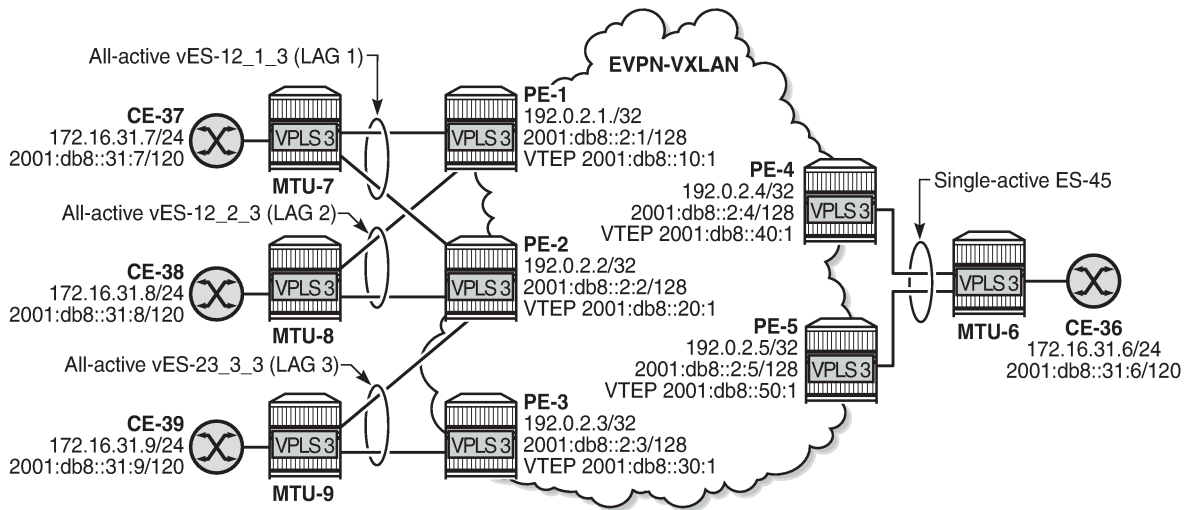 All-active vES-12_1_3 (LAG 1)
EVPN-VXLAN
CE-37
172.16.31.7/24
2001:db8::31:7/120
VPLS 3
MTU-7
PE-1
192.0.2.1./32
2001:db8::2:1/128
VTEP 2001:db8::10:1
VPLS 3
All-active vES-12_2_3 (LAG 2)
CE-38
172.16.31.8/24
2001:db8::31:8/120
VPLS 3
MTU-8
PE-2
192.0.2.2/32
2001:db8::2:2/128
VTEP 2001:db8::20:1
VPLS 3
All-active vES-23_3_3 (LAG 3)
CE-39
172.16.31.9/24
2001:db8::31:9/120
VPLS 3
MTU-9
PE-3
192.0.2.3/32
2001:db8::2:3/128
VTEP 2001:db8::30:1
VPLS 3
PE-4
192.0.2.4/32
2001:db8::2:4/128
VTEP 2001:db8::40:1
VPLS 3
Single-active ES-45
PE-5
192.0.2.5/32
2001:db8::2:5/128
VTEP 2001:db8::50:1
VPLS 3
VPLS 3
MTU-6
CE-36
172.16.31.6/24
2001:db8::31:6/120